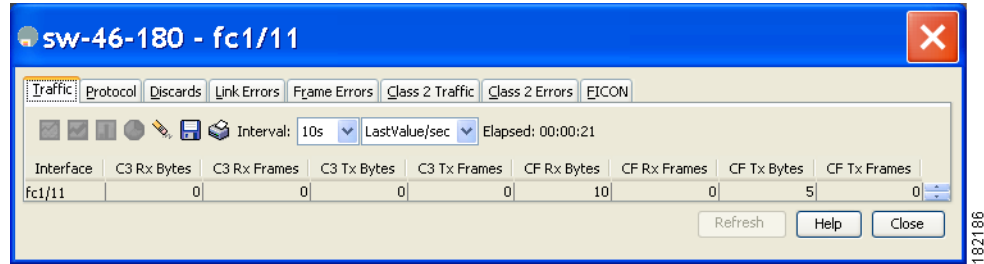 sw-46-180 - fc1/11
Traffic Protocol Discards Link Errors Frame Errors Class 2 Traffic Class 2 Errors FICON
Interval: 10s LastValue/sec Elapsed: 00:00:21
Interface C3 Rx Bytes C3 Rx Frames C3 Tx Bytes C3 Tx Frames CF Rx Bytes CF Rx Frames CF Tx Bytes CF Tx Frames
fc1/11 0 0 0 0 10 0 5 0
Refresh Help Close
182186